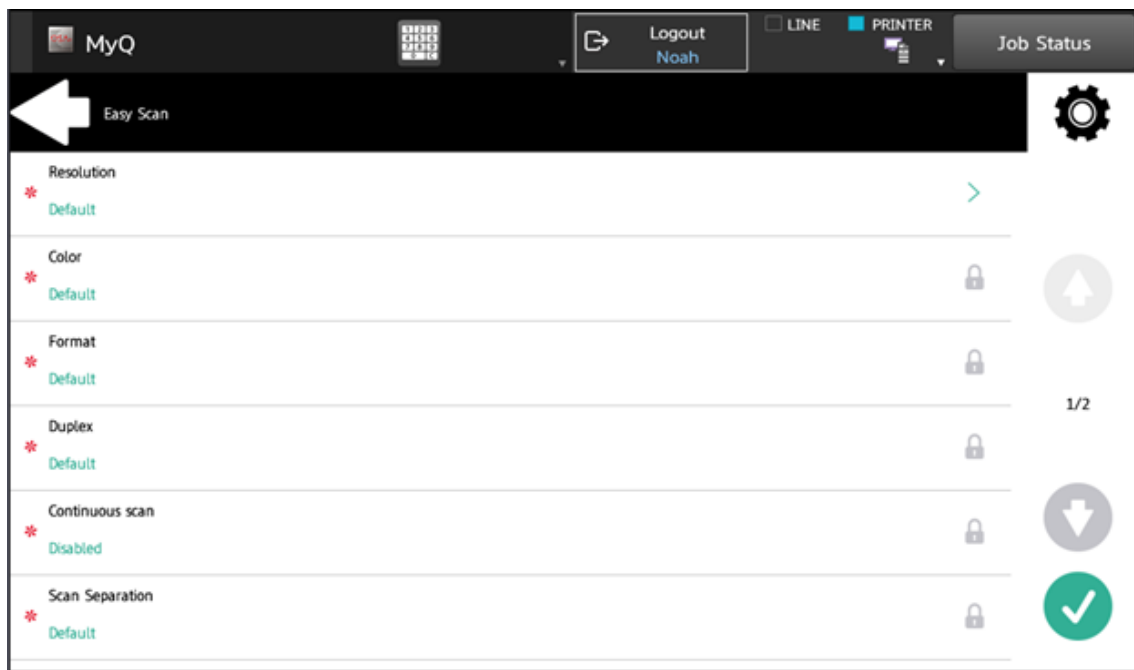 MyQ
Logout
Noah
LINE
PRINTER
Job Status
Easy Scan
Resolution
Default
Color
Default
Format
Default
1/2
Duplex
Default
Continuous scan
Disabled
Scan Separation
Default